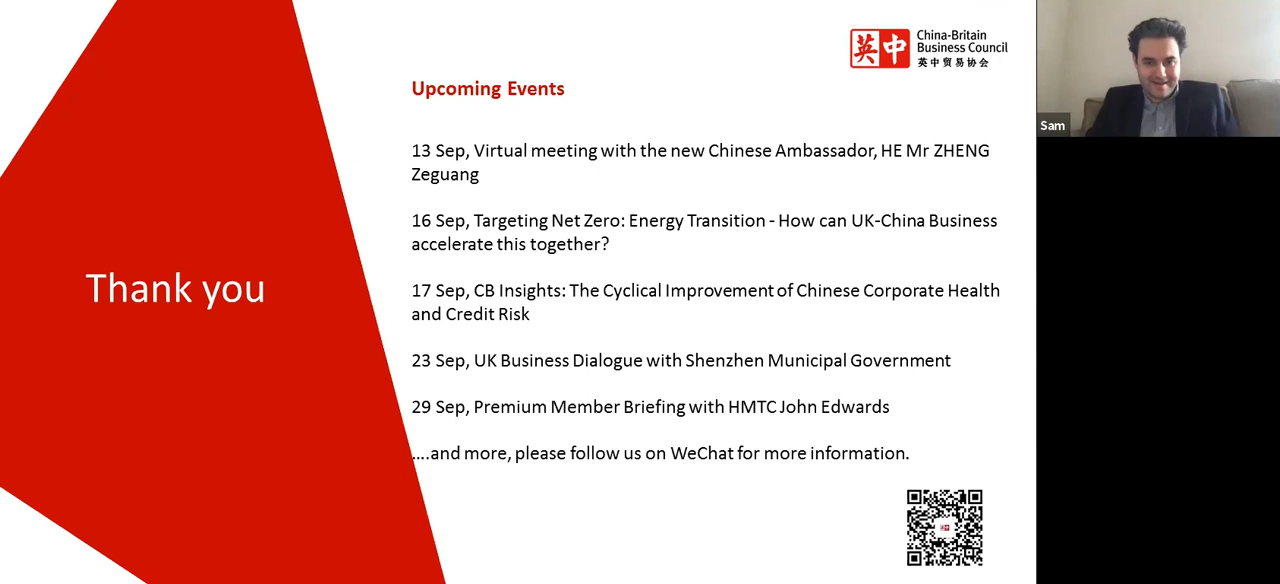 英中
China-Britain
Business Council
英中贸易协会
Sam
Upcoming Events
13 Sep, Virtual meeting with the new Chinese Ambassador, HE Mr ZHENG
Zeguang
16 Sep, Targeting Net Zero: Energy Transition - How can UK-China Business
accelerate this together?
17 Sep, CB Insights: The Cyclical Improvement of Chinese Corporate Health
and Credit Risk
Thank you
23 Sep, UK Business Dialogue with Shenzhen Municipal Government
29 Sep, Premium Member Briefing with HMTC John Edwards
....and more, please follow us on WeChat for more information.